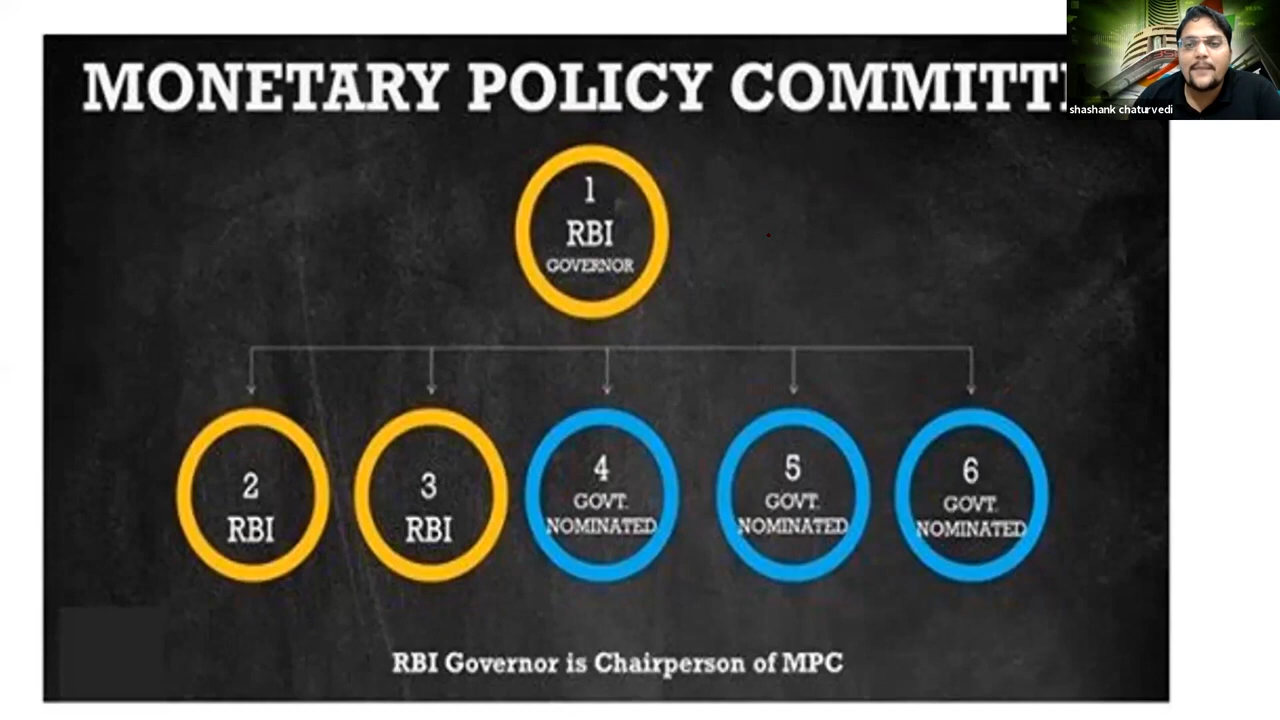 MONETARY POLICY COMMITT
shashank chaturvedi
1
RBI
GOVERNOR
2
RBI
3
RBI
4
GOVT.
NOMINATED
5
GOVT.
NOMINATED
6
GOVT.
NOMINATED
RBI Governor is Chairperson of MPC